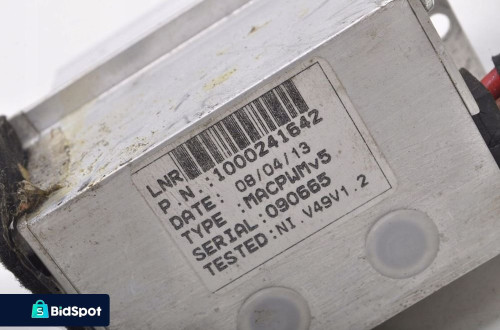 LNR
P N.:1000241642
DATE: 08/04/13
TYPE :MACPWMv5
SERIAL:090665
TESTED:NI.V49V1.2
S
BidSpot